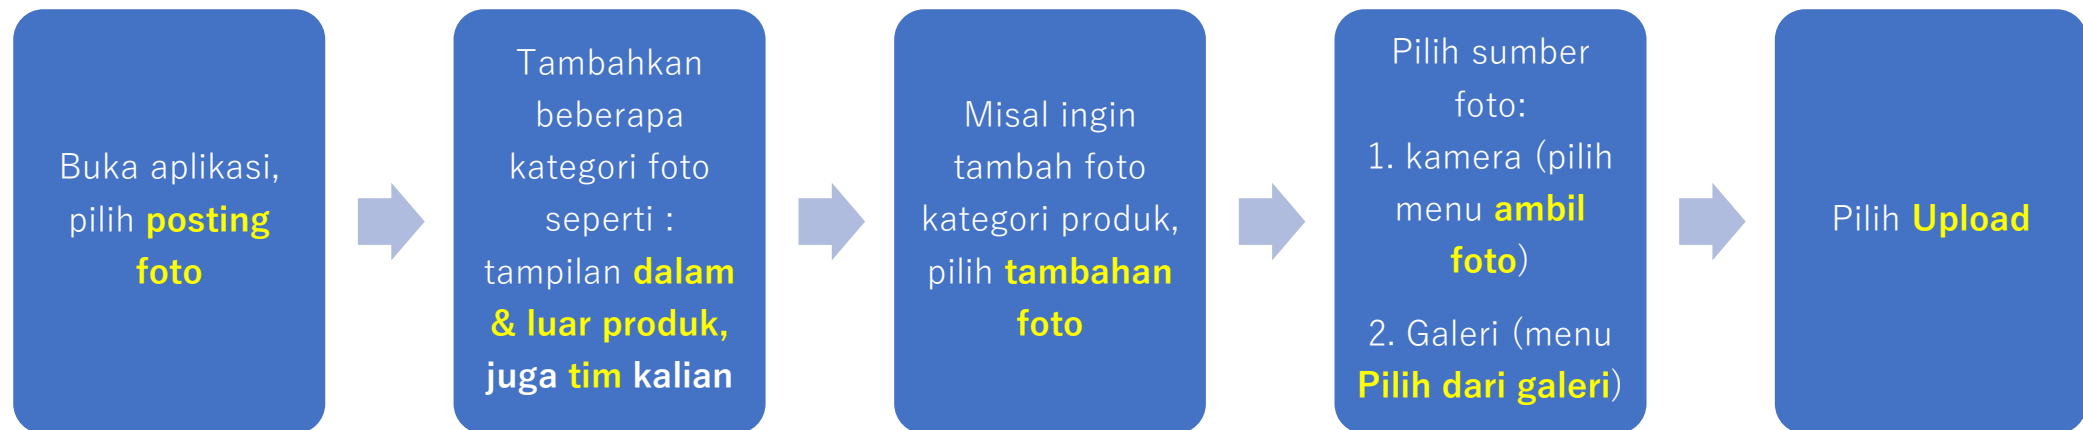 Buka aplikasi,
pilih posting
foto
Tambahkan
beberapa
kategori foto
seperti :
tampilan dalam
& luar produk,
juga tim kalian
Misal ingin
tambah foto
kategori produk,
pilih tambahan
foto
Pilih sumber
foto:
1. kamera (pilih
menu ambil
foto)
2. Galeri (menu
Pilih dari galeri)
Pilih Upload